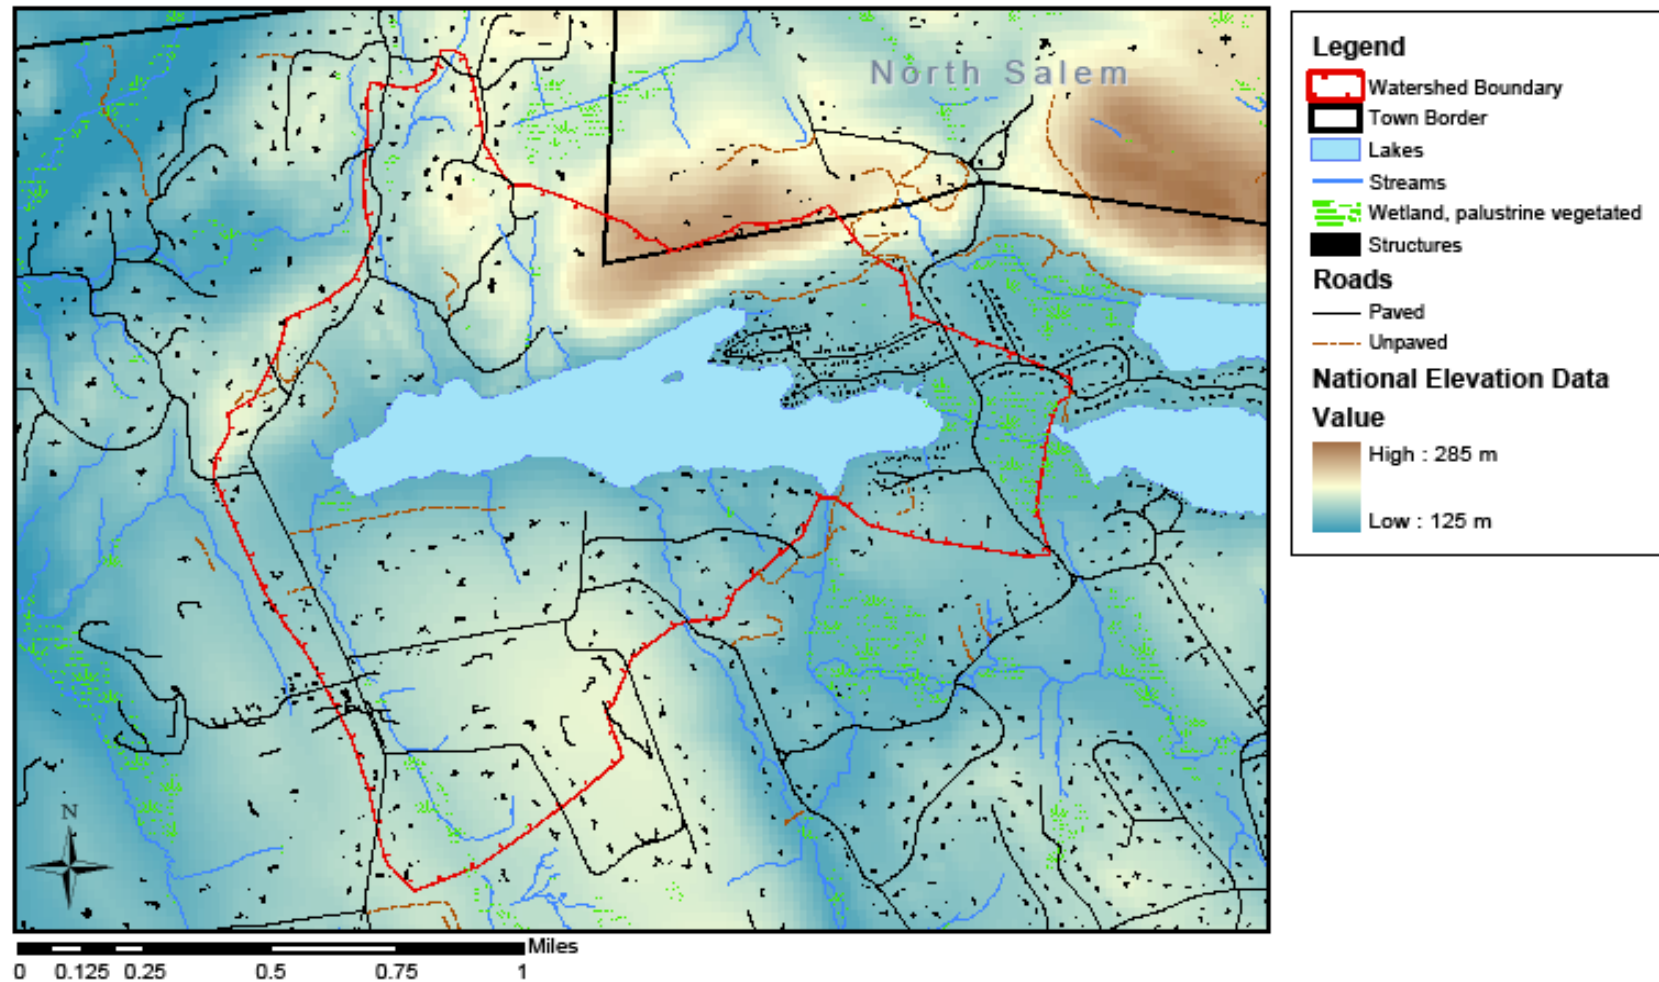 North Salem
N
Miles
0 0.125 0.25 0.5 0.75 1
Legend
Watershed Boundary
Town Border
Lakes
Streams
Wetland, palustrine vegetated
Structures
Roads
Paved
Unpaved
National Elevation Data
Value
High : 285 m
Low : 125 m